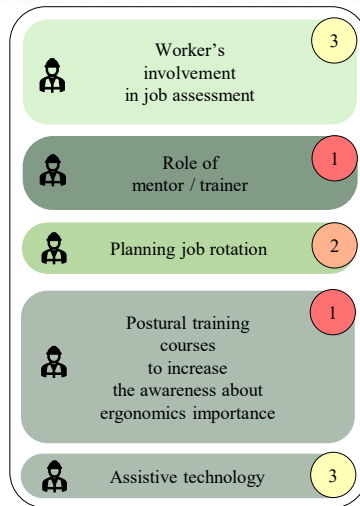 3
Worker's
involvement
in job assessment
1
Role of
mentor / trainer
Planning job rotation 2
1
Postural training
courses
to increase
the awareness about
ergonomics importance
Assistive technology 3